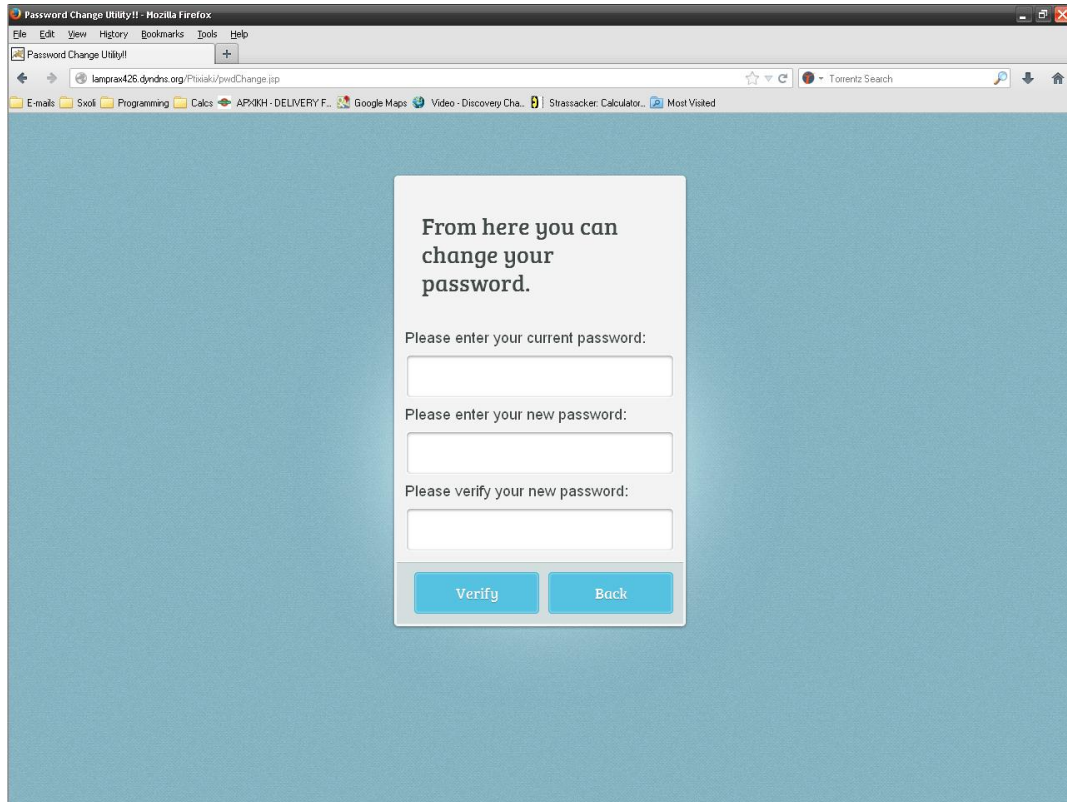 Password Change Utility!! - Mozilla Firefox
File Edit View History Bookmarks Tools Help
Password Change Utility!!
lamprax426.dyndns.org/Ptixiaki/pwdChange.jsp
Torrentz Search
E-mails Sxoli Programming Calcs ΑΡΧΙΚΗ - DELIVERY F... Google Maps Video - Discovery Cha... Strassacker: Calculator... Most Visited
From here you can
change your
password.
Please enter your current password:
Please enter your new password:
Please verify your new password:
Verify Back